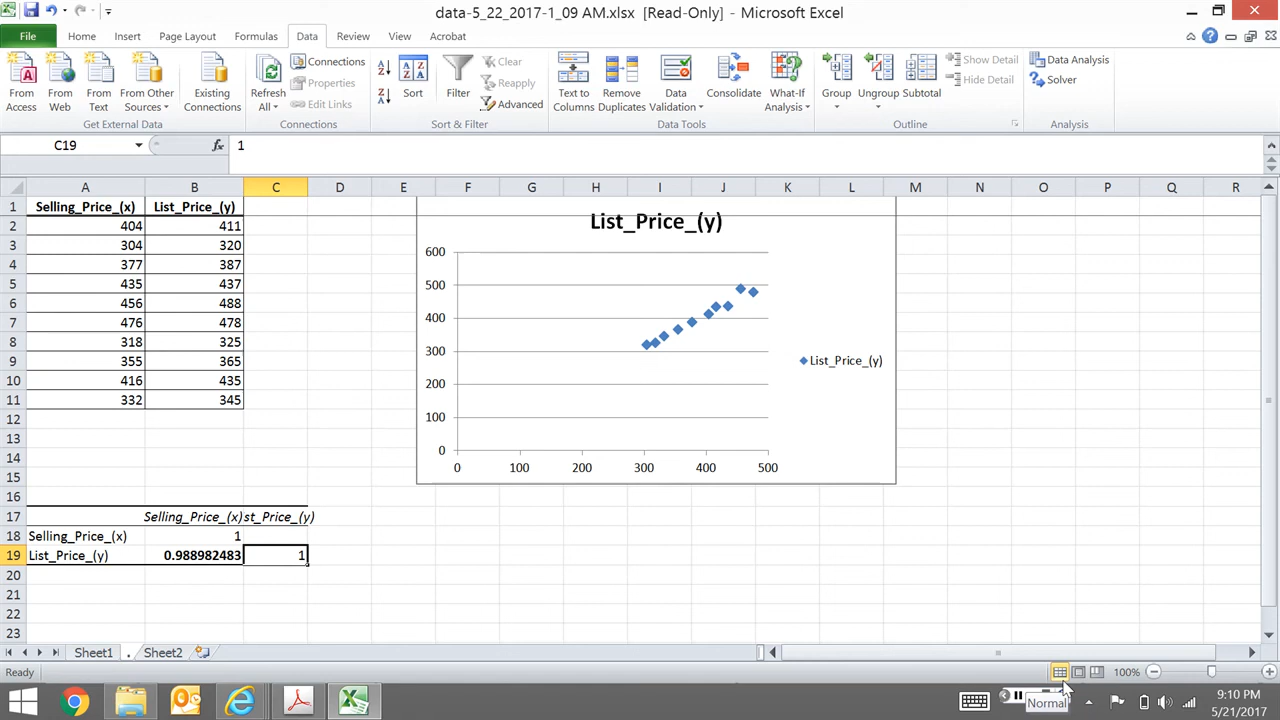 data-5_22_2017-1_09 AM.xlsx [Read-Only] - Microsoft Excel
File Home Insert Page Layout Formulas Data Review View Acrobat
From Access
From Web
From Text
From Other Sources
Existing Connections
Get External Data
Refresh All
Connections
Properties
Edit Links
Connections
Sort
Filter
Clear
Reapply
Advanced
Sort & Filter
Text to Columns
Remove Duplicates
Data Validation
Consolidate
What-If Analysis
Data Tools
Group
Ungroup
Subtotal
Show Detail
Hide Detail
Outline
Data Analysis
Solver
Analysis
C19 fx 1
A B C D E F G H I J K L M N O P Q R
1 Selling_Price_(x) List_Price_(y)
2 404 411
3 304 320
4 377 387
5 435 437
6 456 488
7 476 478
8 318 325
9 355 365
10 416 435
11 332 345
12
13
14
15
16
17 Selling_Price_(x) st_Price_(y)
18 Selling_Price_(x) 1
19 List_Price_(y) 0.988982483 1
20
21
22
23
List_Price_(y)
600
500
400
300
200
100
0
0 100 200 300 400 500
List_Price_(y)
Sheet1 . Sheet2
Ready 100%
Normal
9:10 PM
5/21/2017